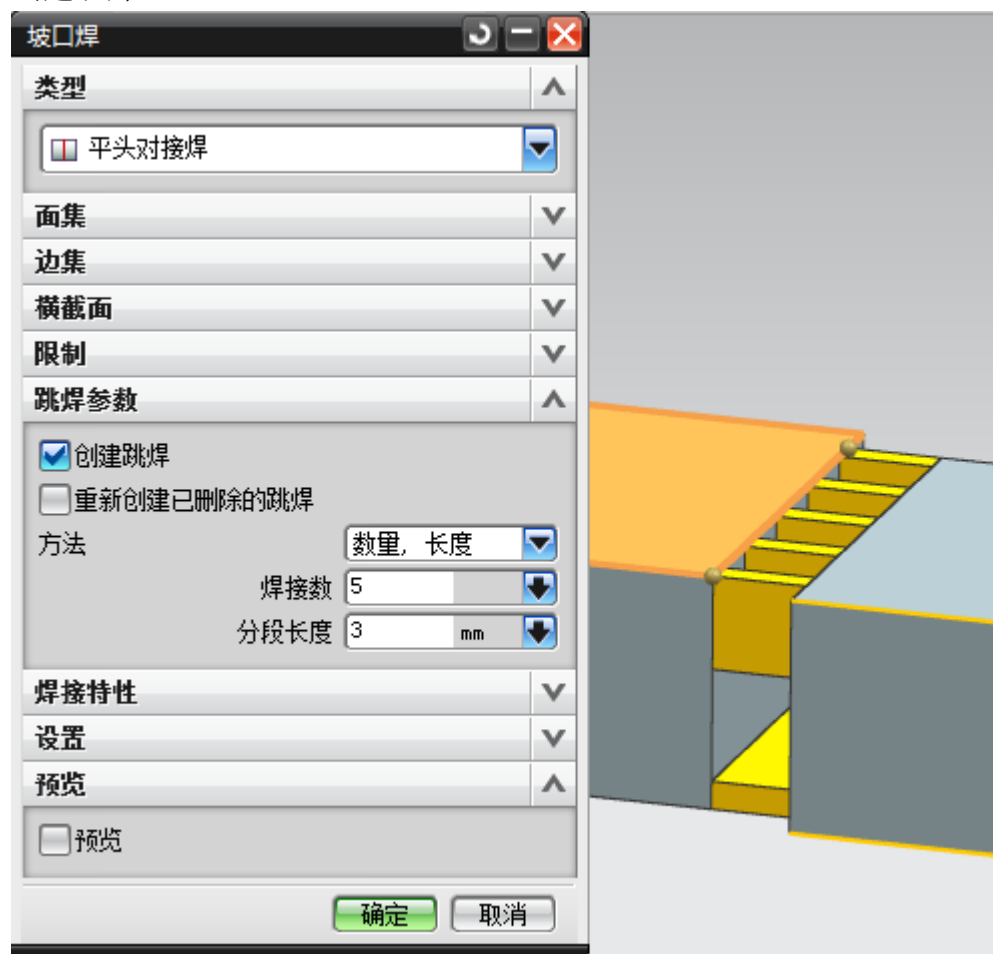 坡口焊
类型
平头对接焊
面集
边集
横截面
限制
跳焊参数
创建跳焊
重新创建已删除的跳焊
方法 数量, 长度
焊接数 5
分段长度 3 mm
焊接特性
设置
预览
预览
确定 取消